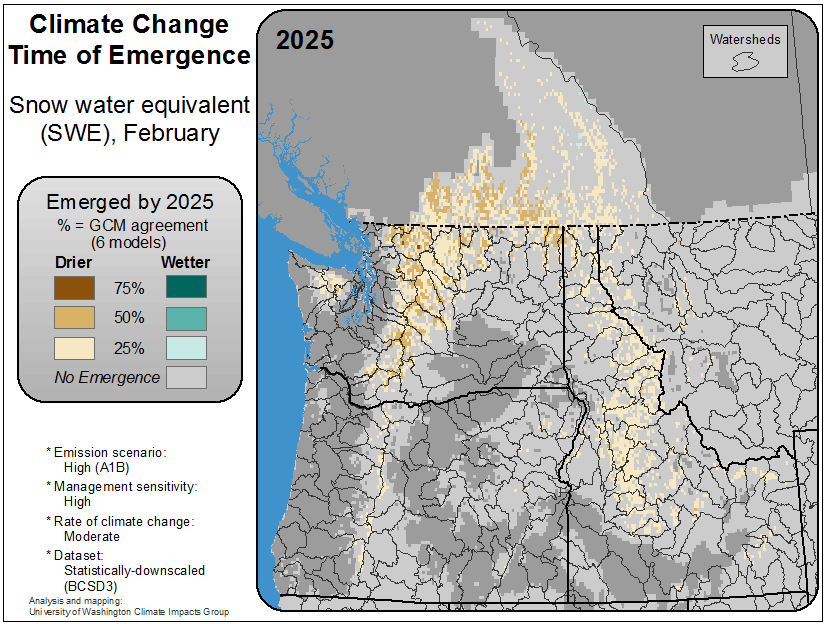 Climate Change
Time of Emergence
Snow water equivalent
(SWE), February
Emerged by 2025
% = GCM agreement
(6 models)
Drier Wetter
75%
50%
25%
No Emergence
* Emission scenario:
High (A1B)
* Management sensitivity:
High
* Rate of climate change:
Moderate
* Dataset:
Statistically-downscaled
(BCSD3)
Analysis and mapping:
University of Washington Climate Impacts Group
2025
Watersheds